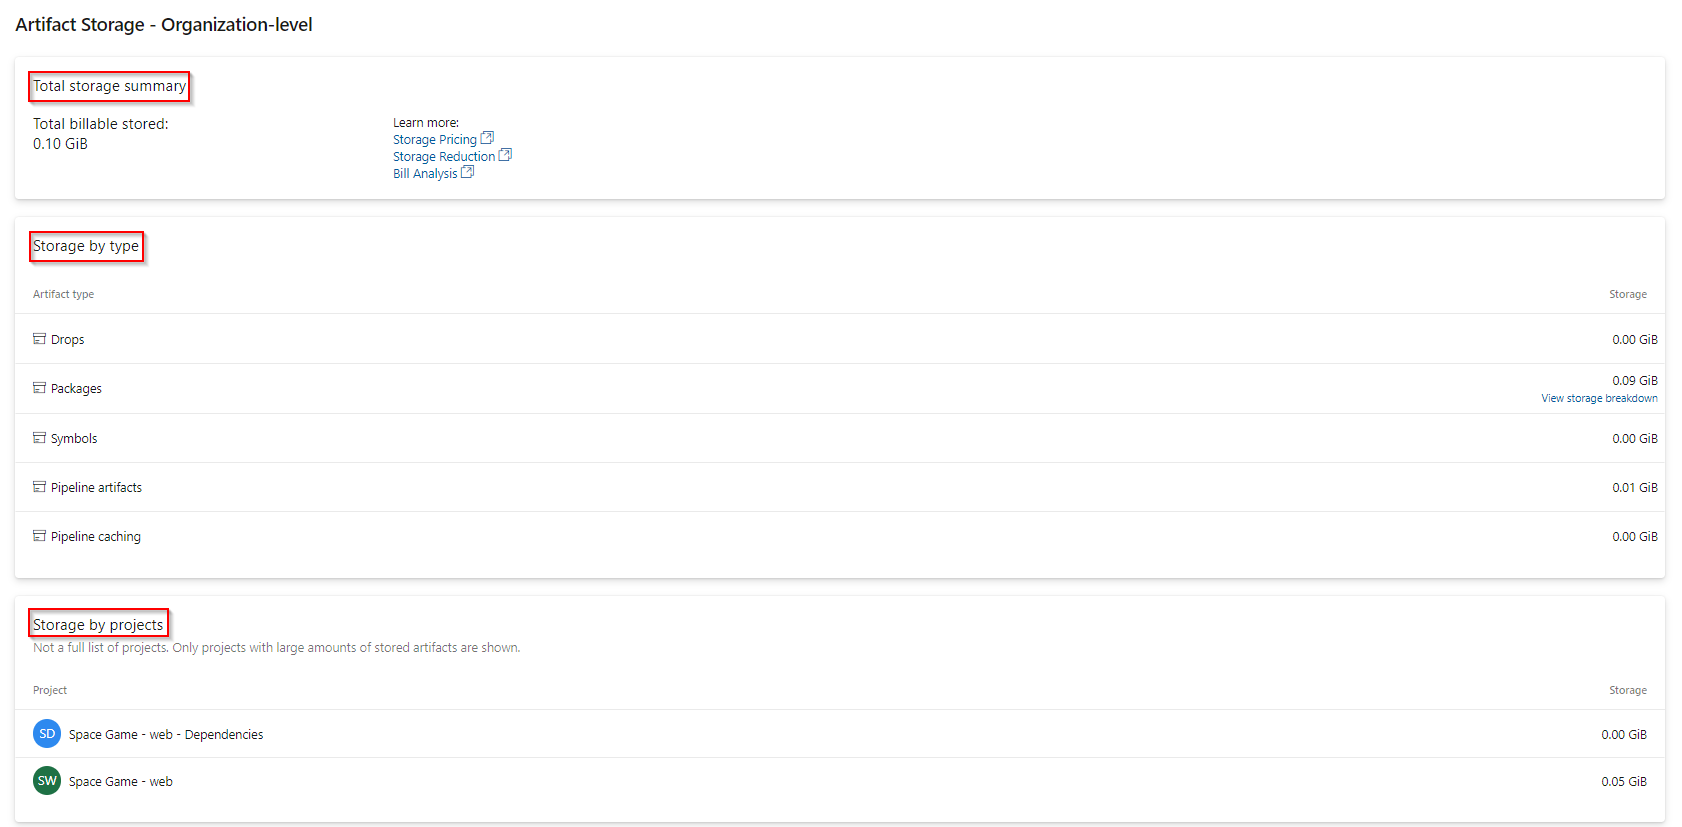 Artifact Storage - Organization-level
Total storage summary
Total billable stored:
0.10 GiB
Learn more:
Storage Pricing
Storage Reduction
Bill Analysis
Storage by type
Artifact type Storage
Drops 0.00 GiB
Packages 0.09 GiB
View storage breakdown
Symbols 0.00 GiB
Pipeline artifacts 0.01 GiB
Pipeline caching 0.00 GiB
Storage by projects
Not a full list of projects. Only projects with large amounts of stored artifacts are shown.
Project Storage
SD Space Game - web - Dependencies 0.00 GiB
SW Space Game - web 0.05 GiB